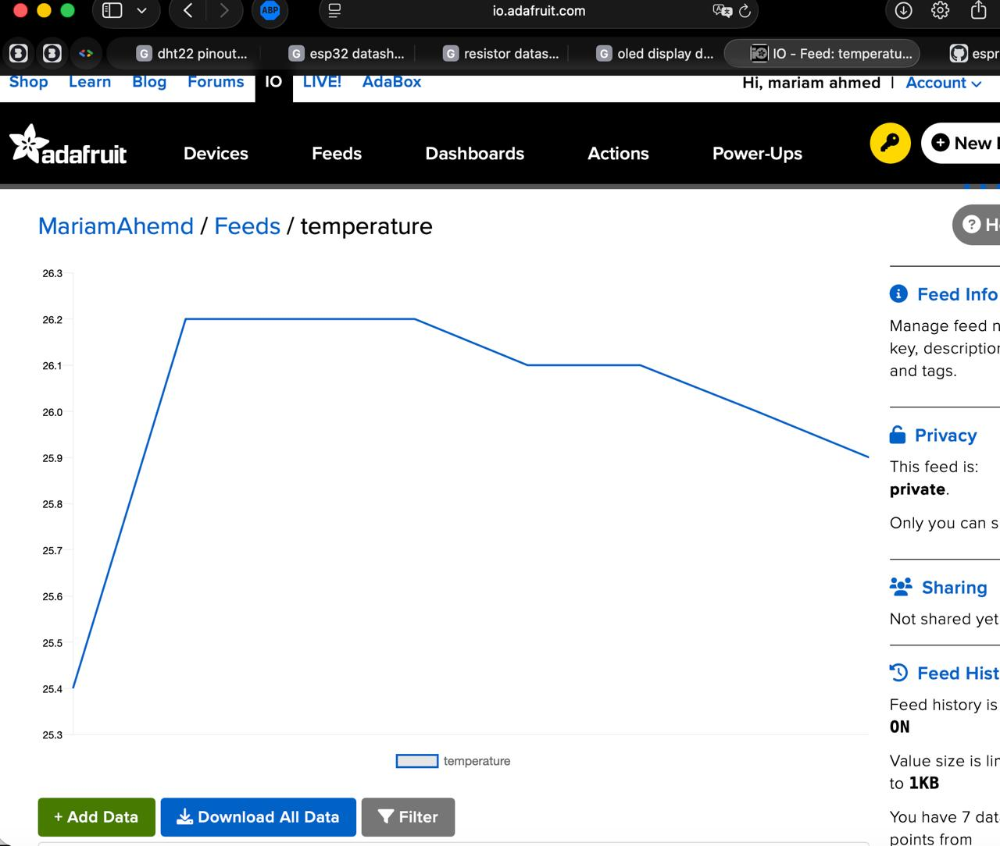 ABP
io.adafruit.com
dht22 pinout...
esp32 datash...
resistor datas...
oled display d...
IO - Feed: temperatu...
espr
Shop
Learn
Blog
Forums
IO
LIVE!
AdaBox
Hi, mariam ahmed | Account
adafruit
Devices
Feeds
Dashboards
Actions
Power-Ups
New
MariamAhemd / Feeds / temperature
26.3
26.2
26.1
26.0
25.9
25.8
25.7
25.6
25.5
25.4
25.3
temperature
+ Add Data
Download All Data
Filter
Feed Info
Manage feed n
key, description
and tags.
Privacy
This feed is:
private.
Only you can s
Sharing
Not shared yet
Feed Hist
Feed history is
ON
Value size is lim
to 1KB
You have 7 dat
points from